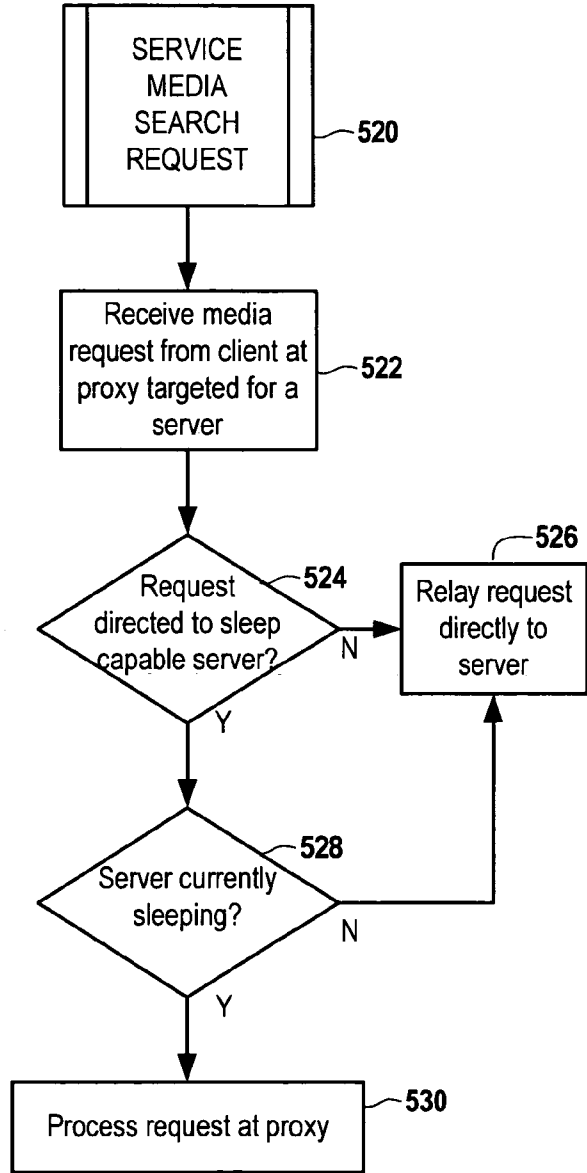 SERVICE
MEDIA
SEARCH
REQUEST
520
Receive media
request from client at
proxy targeted for a
server
522
Request
directed to sleep
capable server?
524
N
Y
526
Relay request
directly to
server
528
Server currently
sleeping?
N
Y
530
Process request at proxy